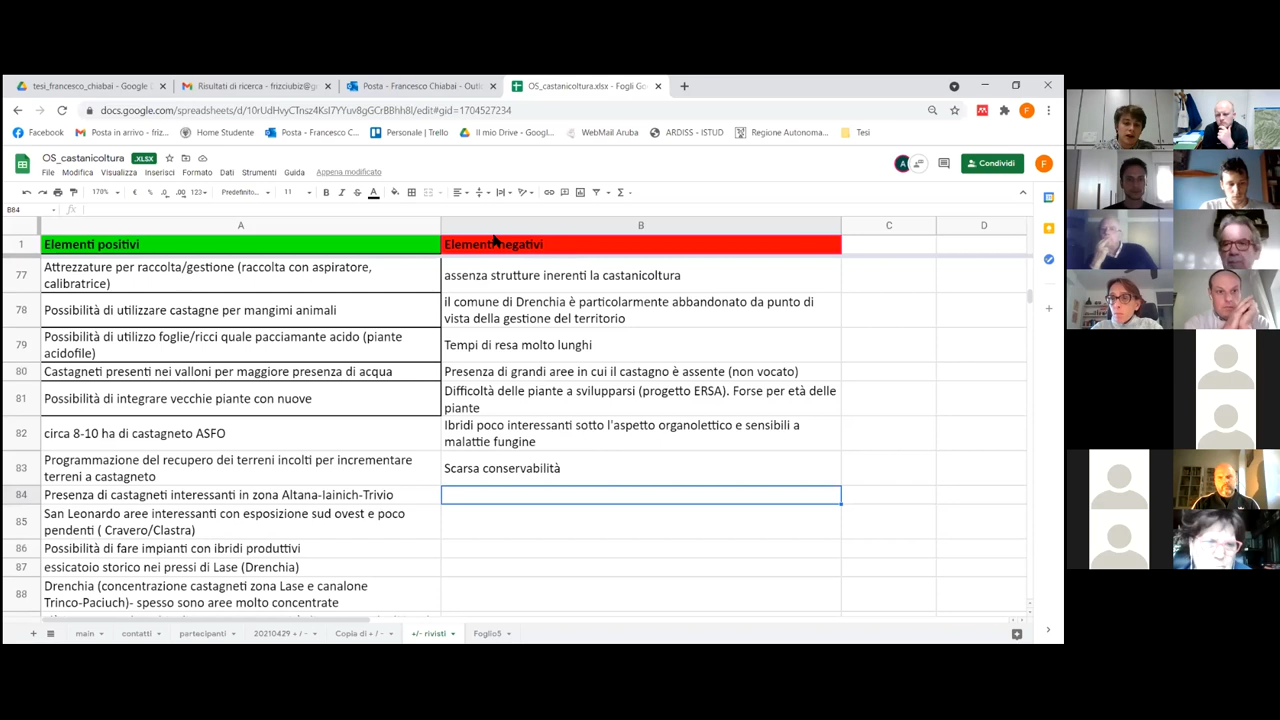 tesi_francesco_chiabai - Google
Risultati di ricerca - frizciubiz@g
Posta - Francesco Chiabai - Outl
OS_castanicoltura.xlsx - Fogli Go
docs.google.com/spreadsheets/d/10rUdHvyCTnsz4KsI7YYuv8gGCrBBhh8l/edit#gid=1704527234
Facebook
Posta in arrivo - friz...
Home Studente
Posta - Francesco C...
Personale | Trello
Il mio Drive - Googl...
WebMail Aruba
ARDISS - ISTUD
Regione Autonoma...
Tesi
OS_castanicoltura
.XLSX
File
Modifica
Visualizza
Inserisci
Formato
Dati
Strumenti
Guida
Appena modificato
A
Condividi
F
170%
€
%
.0
.00
123
Predefinito...
11
B
I
S
A
B84
fx
A
B
C
D
1
Elementi positivi
Elementi negativi
77
Attrezzature per raccolta/gestione (raccolta con aspiratore,
calibratrice)
assenza strutture inerenti la castanicoltura
78
Possibilità di utilizzare castagne per mangimi animali
il comune di Drenchia è particolarmente abbandonato da punto di
vista della gestione del territorio
79
Possibilità di utilizzo foglie/ricci quale pacciamante acido (piante
acidofile)
Tempi di resa molto lunghi
80
Castagneti presenti nei valloni per maggiore presenza di acqua
Presenza di grandi aree in cui il castagno è assente (non vocato)
81
Possibilità di integrare vecchie piante con nuove
Difficoltà delle piante a svilupparsi (progetto ERSA). Forse per età delle
piante
82
circa 8-10 ha di castagneto ASFO
Ibridi poco interessanti sotto l'aspetto organolettico e sensibili a
malattie fungine
83
Programmazione del recupero dei terreni incolti per incrementare
terreni a castagneto
Scarsa conservabilità
84
Presenza di castagneti interessanti in zona Altana-Iainich-Trivio
85
San Leonardo aree interessanti con esposizione sud ovest e poco
pendenti ( Cravero/Clastra)
86
Possibilità di fare impianti con ibridi produttivi
87
essicatoio storico nei pressi di Lase (Drenchia)
88
Drenchia (concentrazione castagneti zona Lase e canalone
Trinco-Paciuch)- spesso sono aree molto concentrate
main
contatti
partecipanti
20210429 + / -
Copia di + / -
+/- rivisti
Foglio5